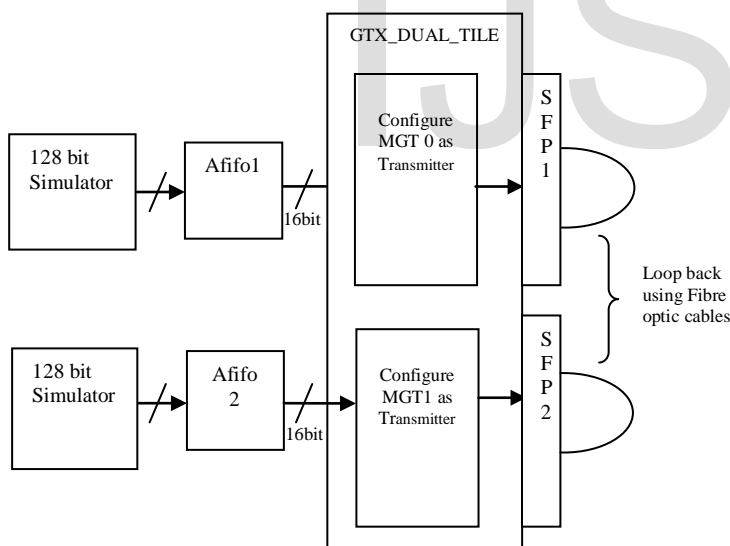 IJS
GTX_DUAL_TILE
128 bit
Simulator
Afifo1
16bit
Configure
MGT 0 as
Transmitter
S
F
P
1
Loop back
using Fibre
optic cables
128 bit
Simulator
Afifo
2
16bit
Configure
MGT1 as
Transmitter
S
F
P
2